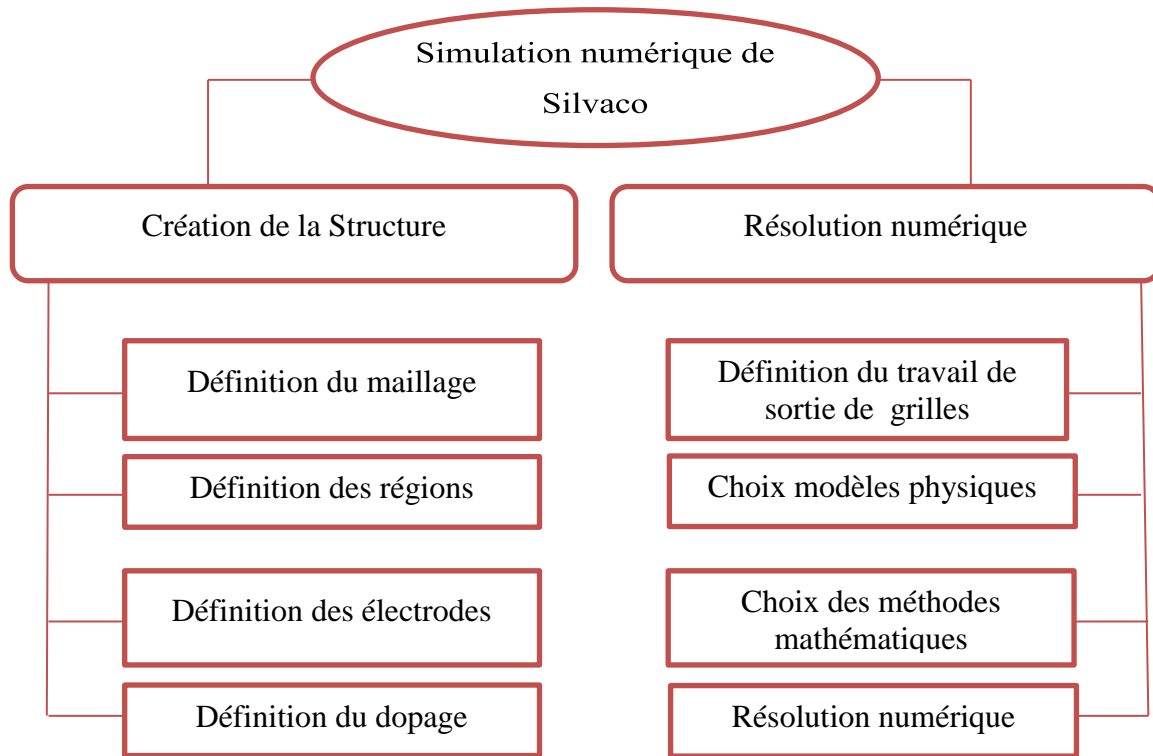 Simulation numérique de
Silvaco
Création de la Structure
Définition du maillage
Définition des régions
Définition des électrodes
Définition du dopage
Résolution numérique
Définition du travail de
sortie de grilles
Choix modèles physiques
Choix des méthodes
mathématiques
Résolution numérique